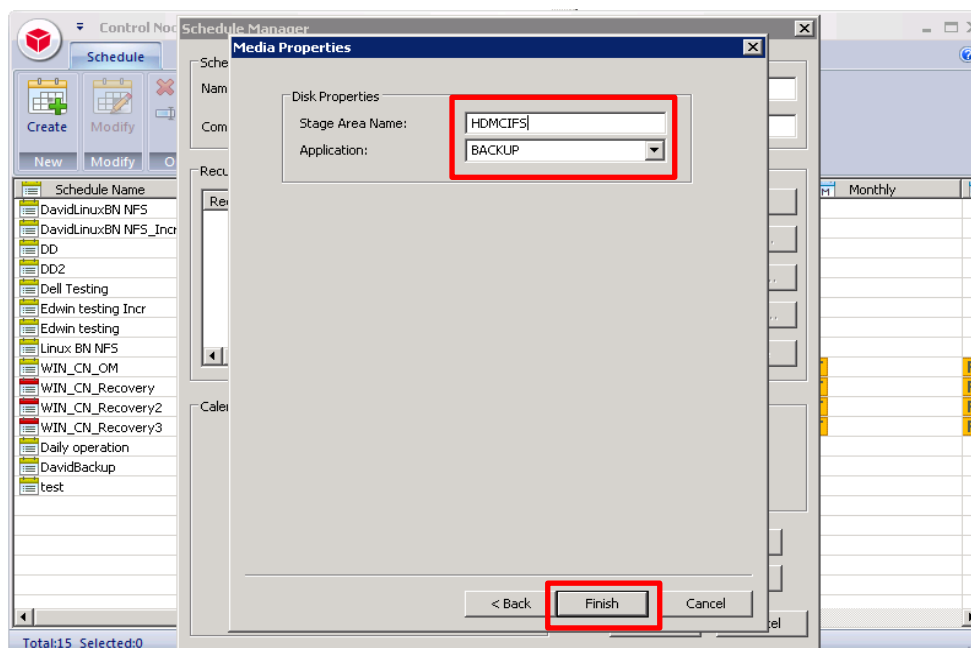 Control Noc
Schedule Manager
Media Properties
Schedule
Sche
Nam
Com
Disk Properties
Stage Area Name:
HDMCIFS
Application:
BACKUP
Create
Modify
New
Modify
O
Recu
Re
Schedule Name
M
Monthly
DavidLinuxBN NFS
DavidLinuxBN NFS_Incr
DD
DD2
Dell Testing
Edwin testing Incr
Edwin testing
Linux BN NFS
WIN_CN_OM
WIN_CN_Recovery
WIN_CN_Recovery2
WIN_CN_Recovery3
Daily operation
DavidBackup
test
Caler
< Back
Finish
Cancel
cel
Total:15 Selected:0